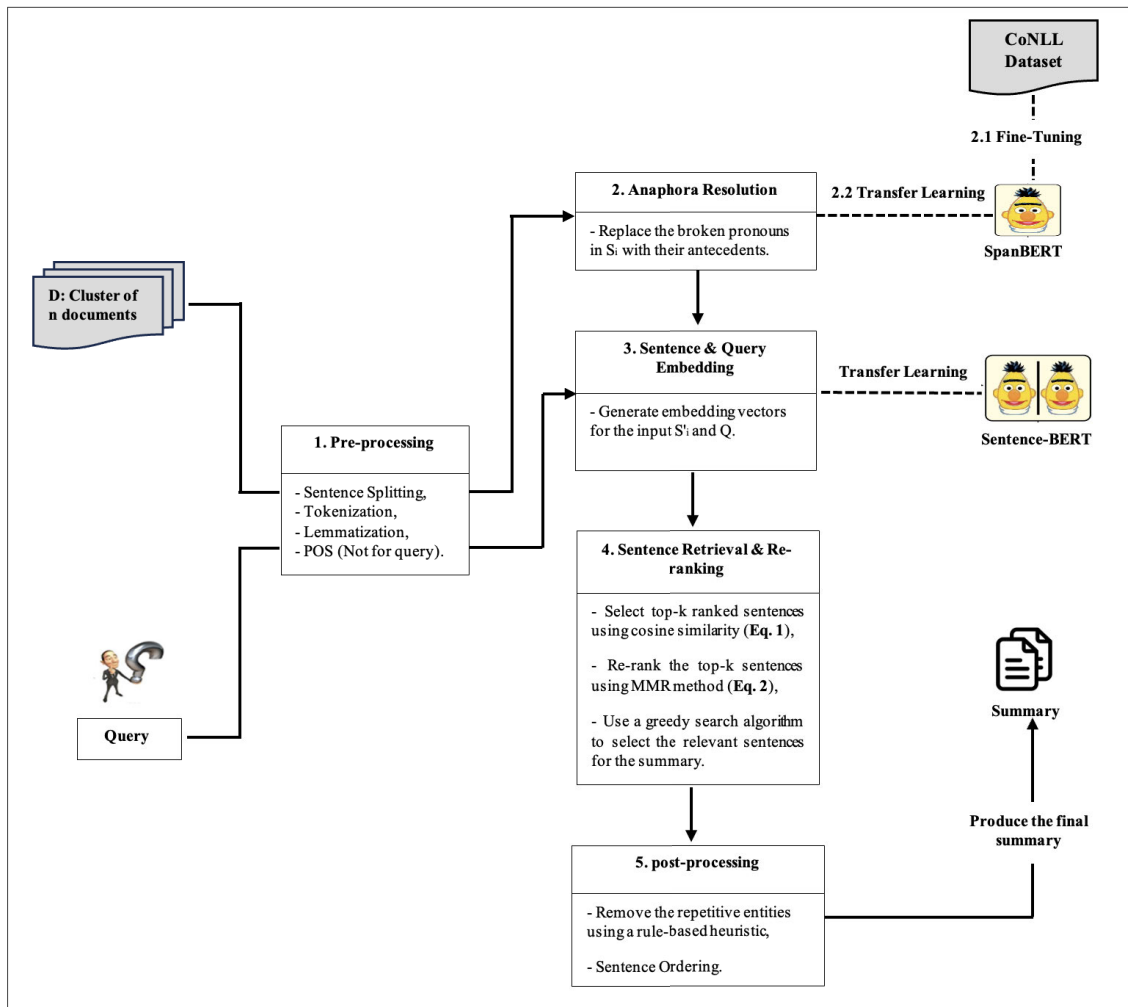 CoNLL
Dataset
2.1 Fine-Tuning
2. Anaphora Resolution
- Replace the broken pronouns
in Si with their antecedents.
2.2 Transfer Learning
SpanBERT
D: Cluster of
n documents
3. Sentence & Query
Embedding
- Generate embedding vectors
for the input S'i and Q.
Transfer Learning
Sentence-BERT
1. Pre-processing
- Sentence Splitting,
- Tokenization,
- Lemmatization,
- POS (Not for query).
Query
4. Sentence Retrieval & Re-
ranking
- Select top-k ranked sentences
using cosine similarity (Eq. 1),
- Re-rank the top-k sentences
using MMR method (Eq. 2),
- Use a greedy search algorithm
to select the relevant sentences
for the summary.
Summary
Produce the final
summary
5. post-processing
- Remove the repetitive entities
using a rule-based heuristic,
- Sentence Ordering.